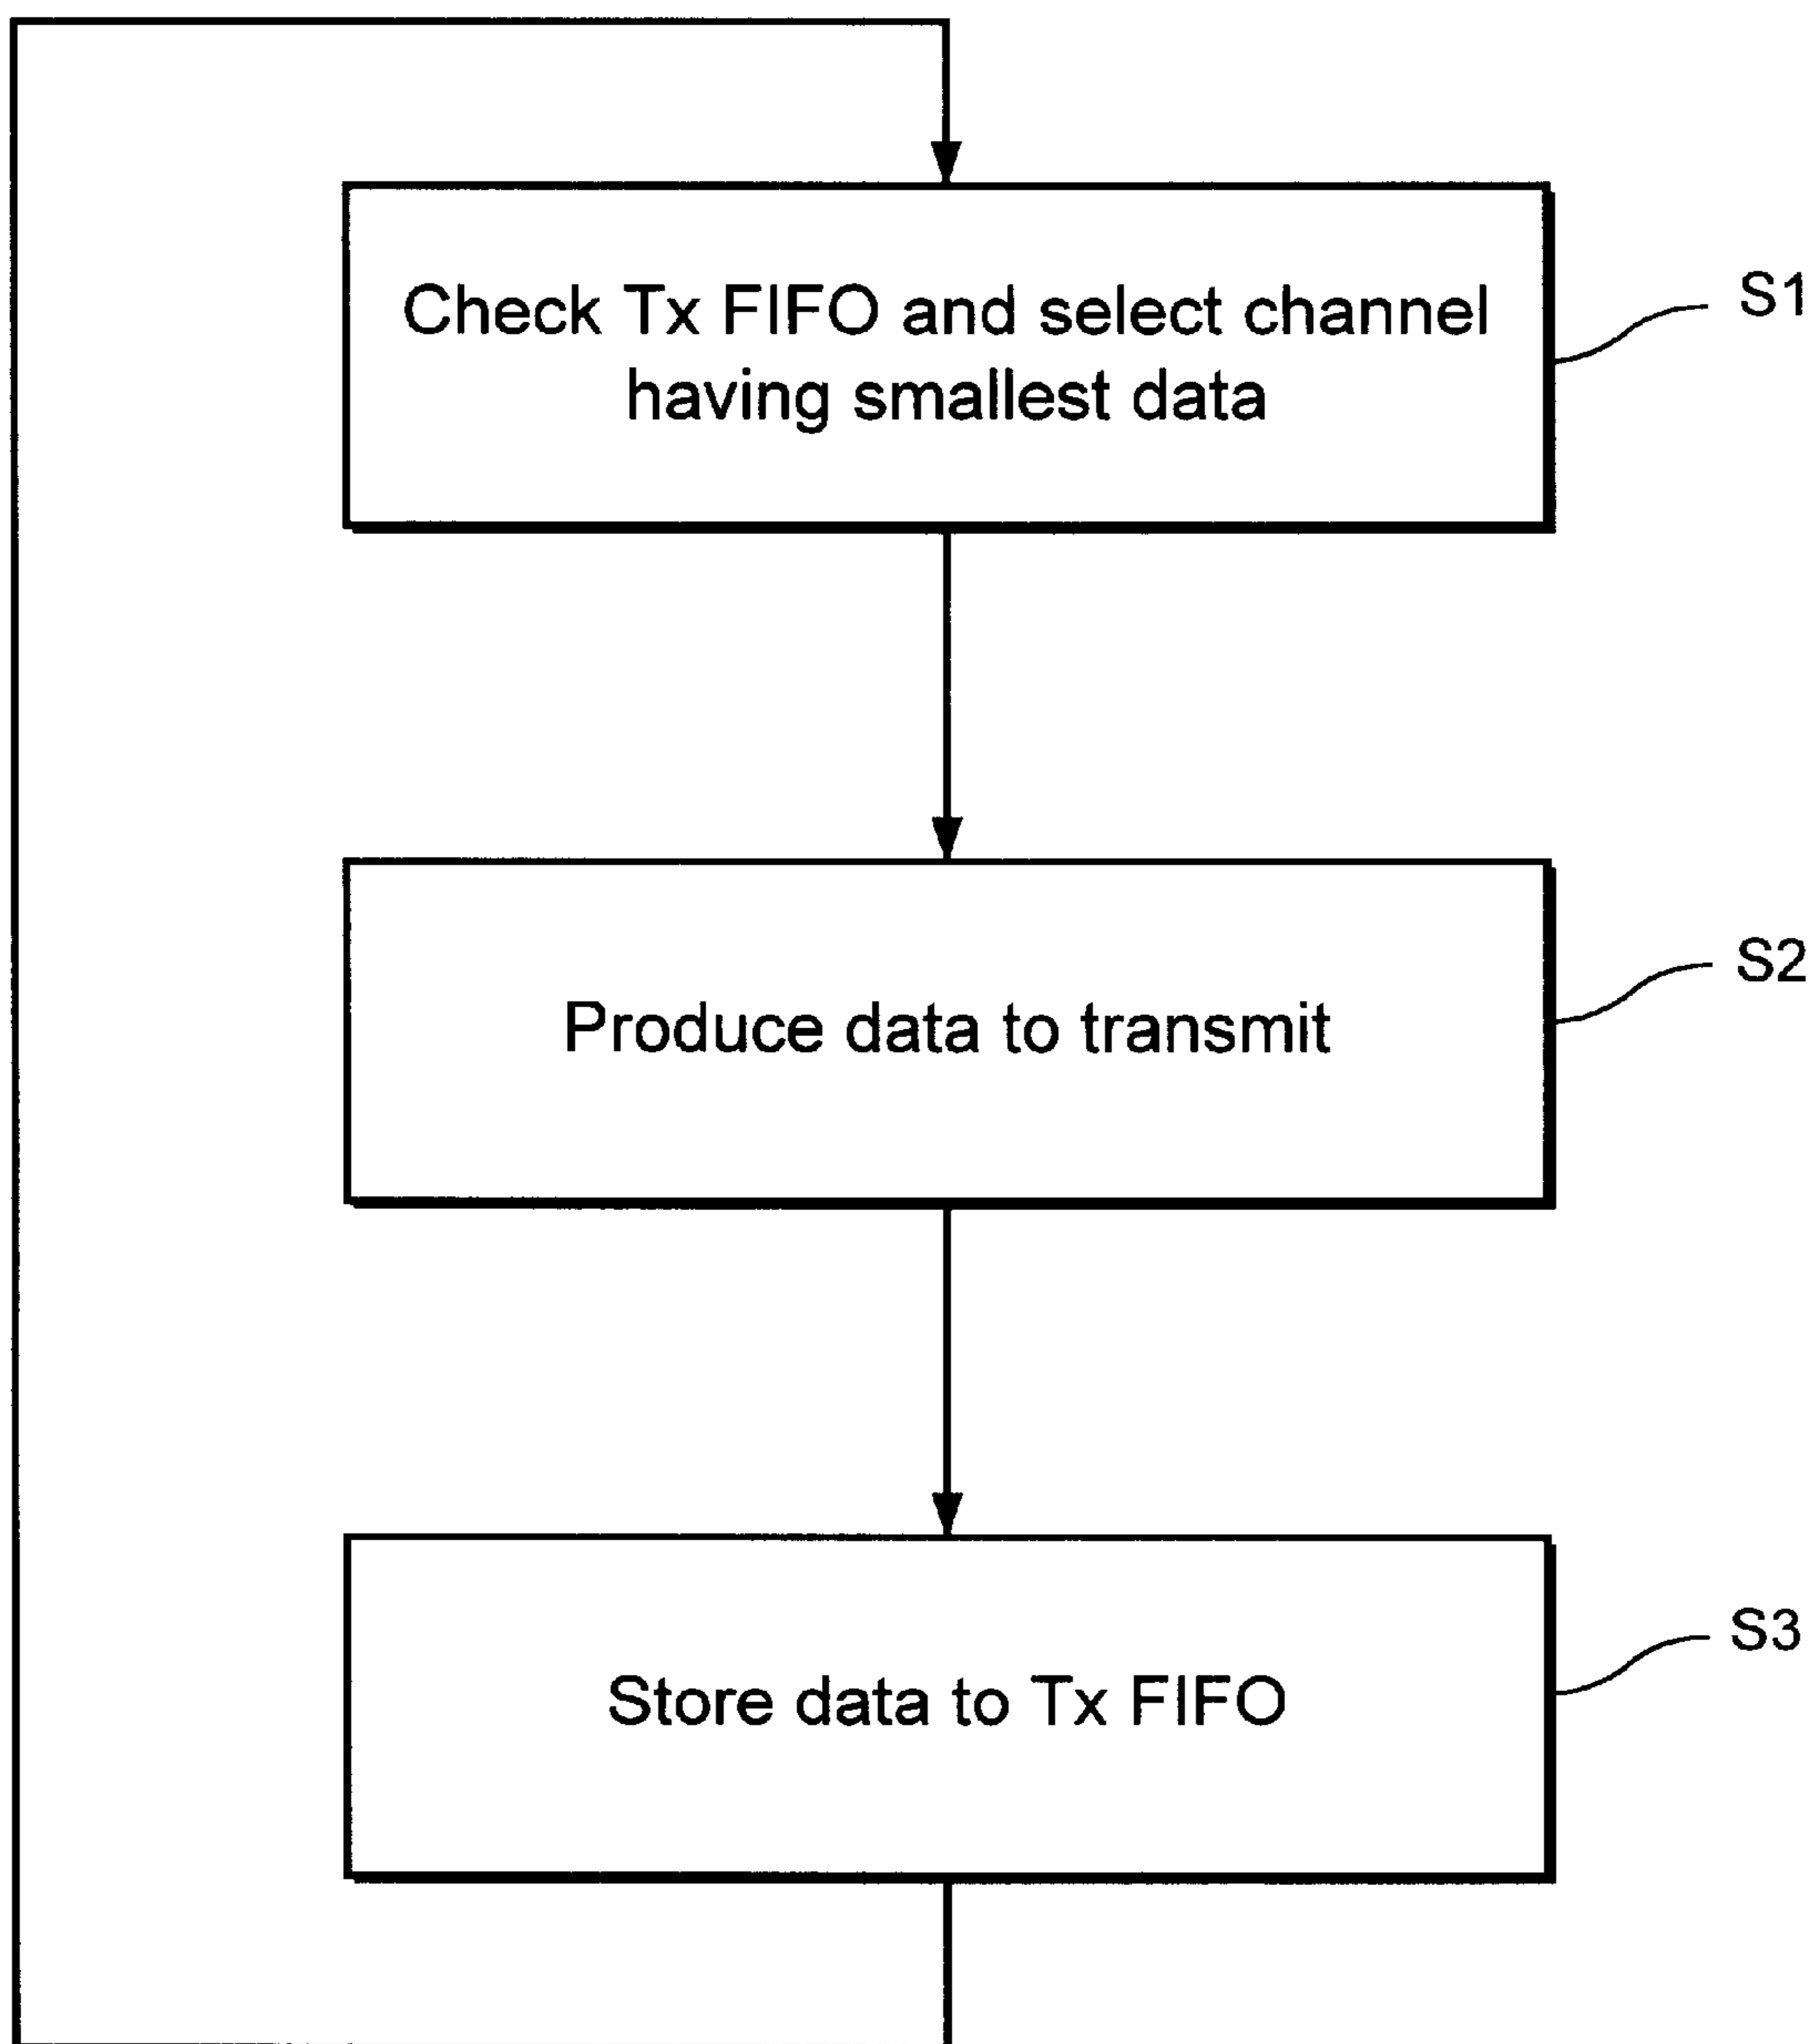 Check Tx FIFO and select channel
having smallest data
S1
Produce data to transmit
S2
Store data to Tx FIFO
S3